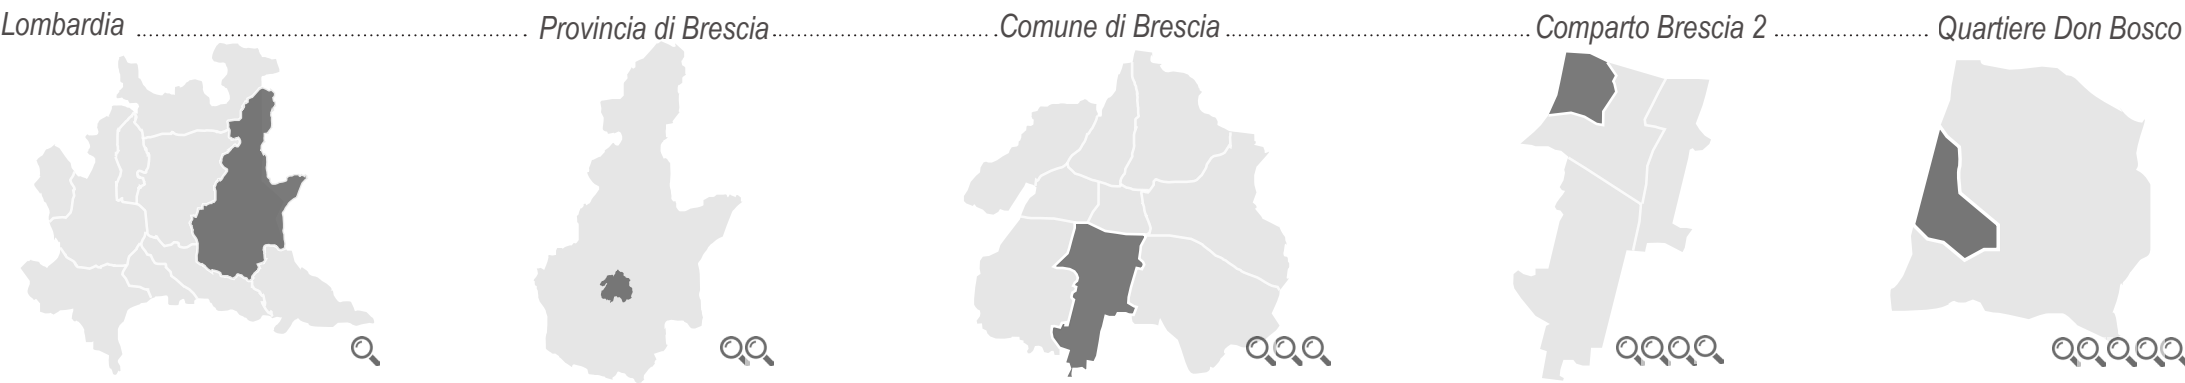 Lombardia
Provincia di Brescia
Comune di Brescia
Comparto Brescia 2
Quartiere Don Bosco